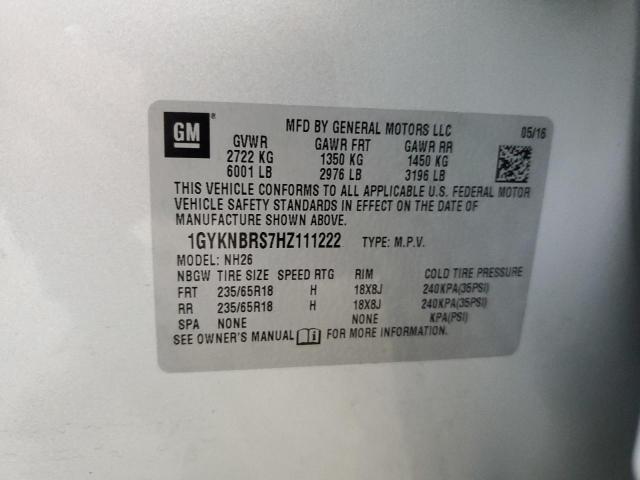 GM
MFD BY GENERAL MOTORS LLC 05/16
GVWR GAWR FRT GAWR RR
2722 KG 1350 KG 1450 KG
6001 LB 2976 LB 3196 LB
THIS VEHICLE CONFORMS TO ALL APPLICABLE U.S. FEDERAL MOTOR
VEHICLE SAFETY STANDARDS IN EFFECT ON THE DATE OF
MANUFACTURE SHOWN ABOVE.
1GYKNBRS7HZ111222 TYPE: M.P.V.
MODEL: NH26
NBGW TIRE SIZE SPEED RTG RIM COLD TIRE PRESSURE
FRT 235/65R18 H 18X8J 240KPA(35PSI)
RR 235/65R18 H 18X8J 240KPA(35PSI)
SPA NONE NONE KPA(PSI)
SEE OWNER'S MANUAL i FOR MORE INFORMATION.